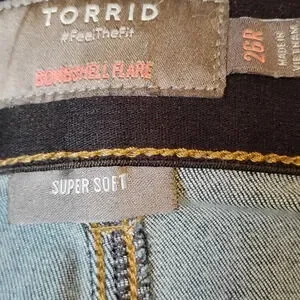 TORRID
#FeelTheFit
BOMBSHELL FLARE
26R
MADE IN
VIETNAM
SUPER SOFT